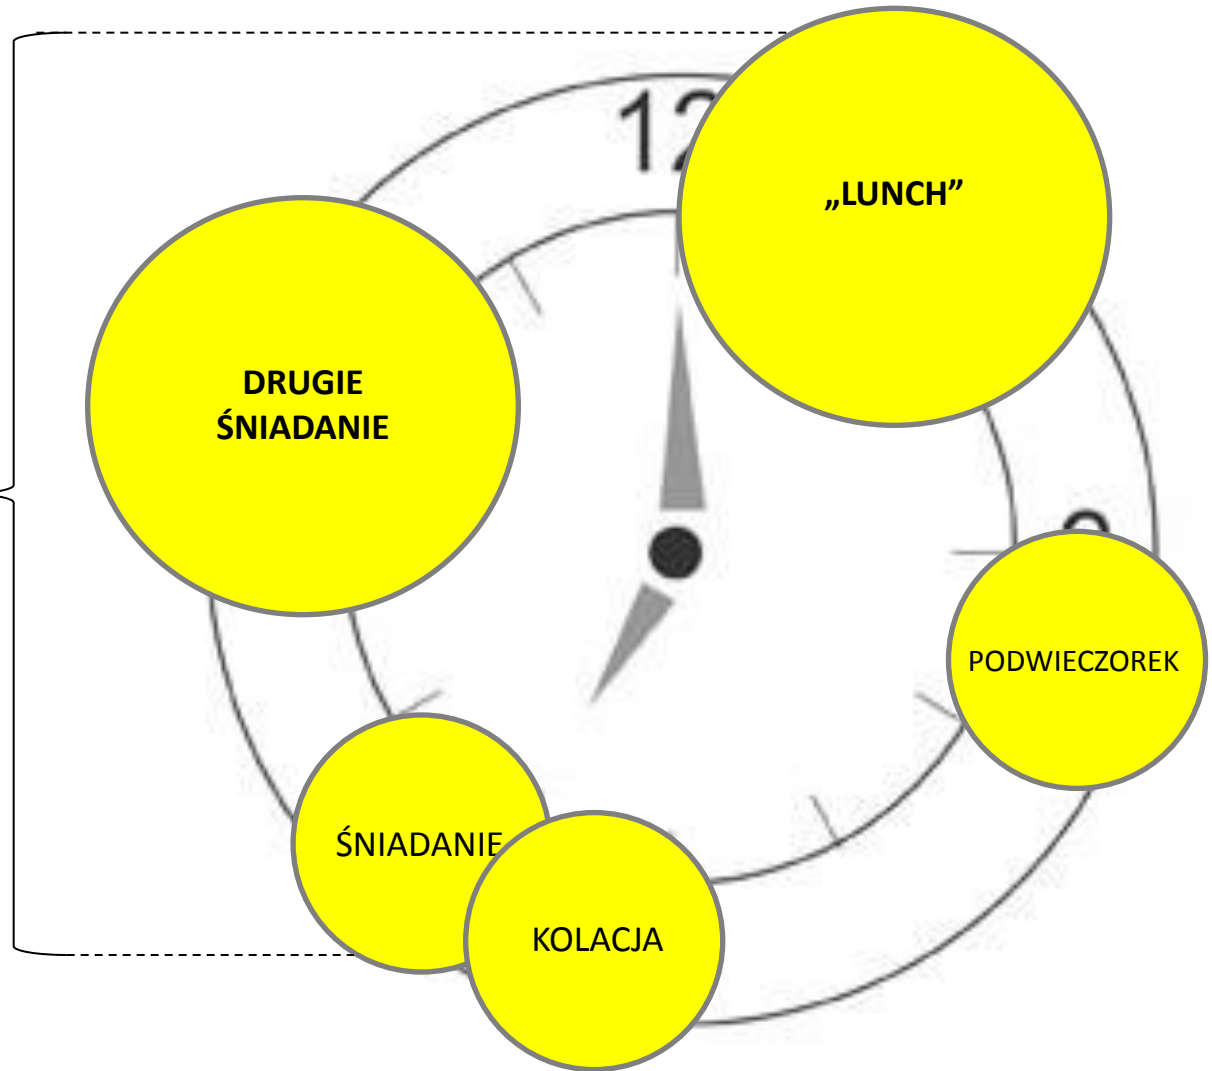 12
„LUNCH”
DRUGIE
ŚNIADANIE
PODWIECZOREK
ŚNIADANIE
KOLACJA